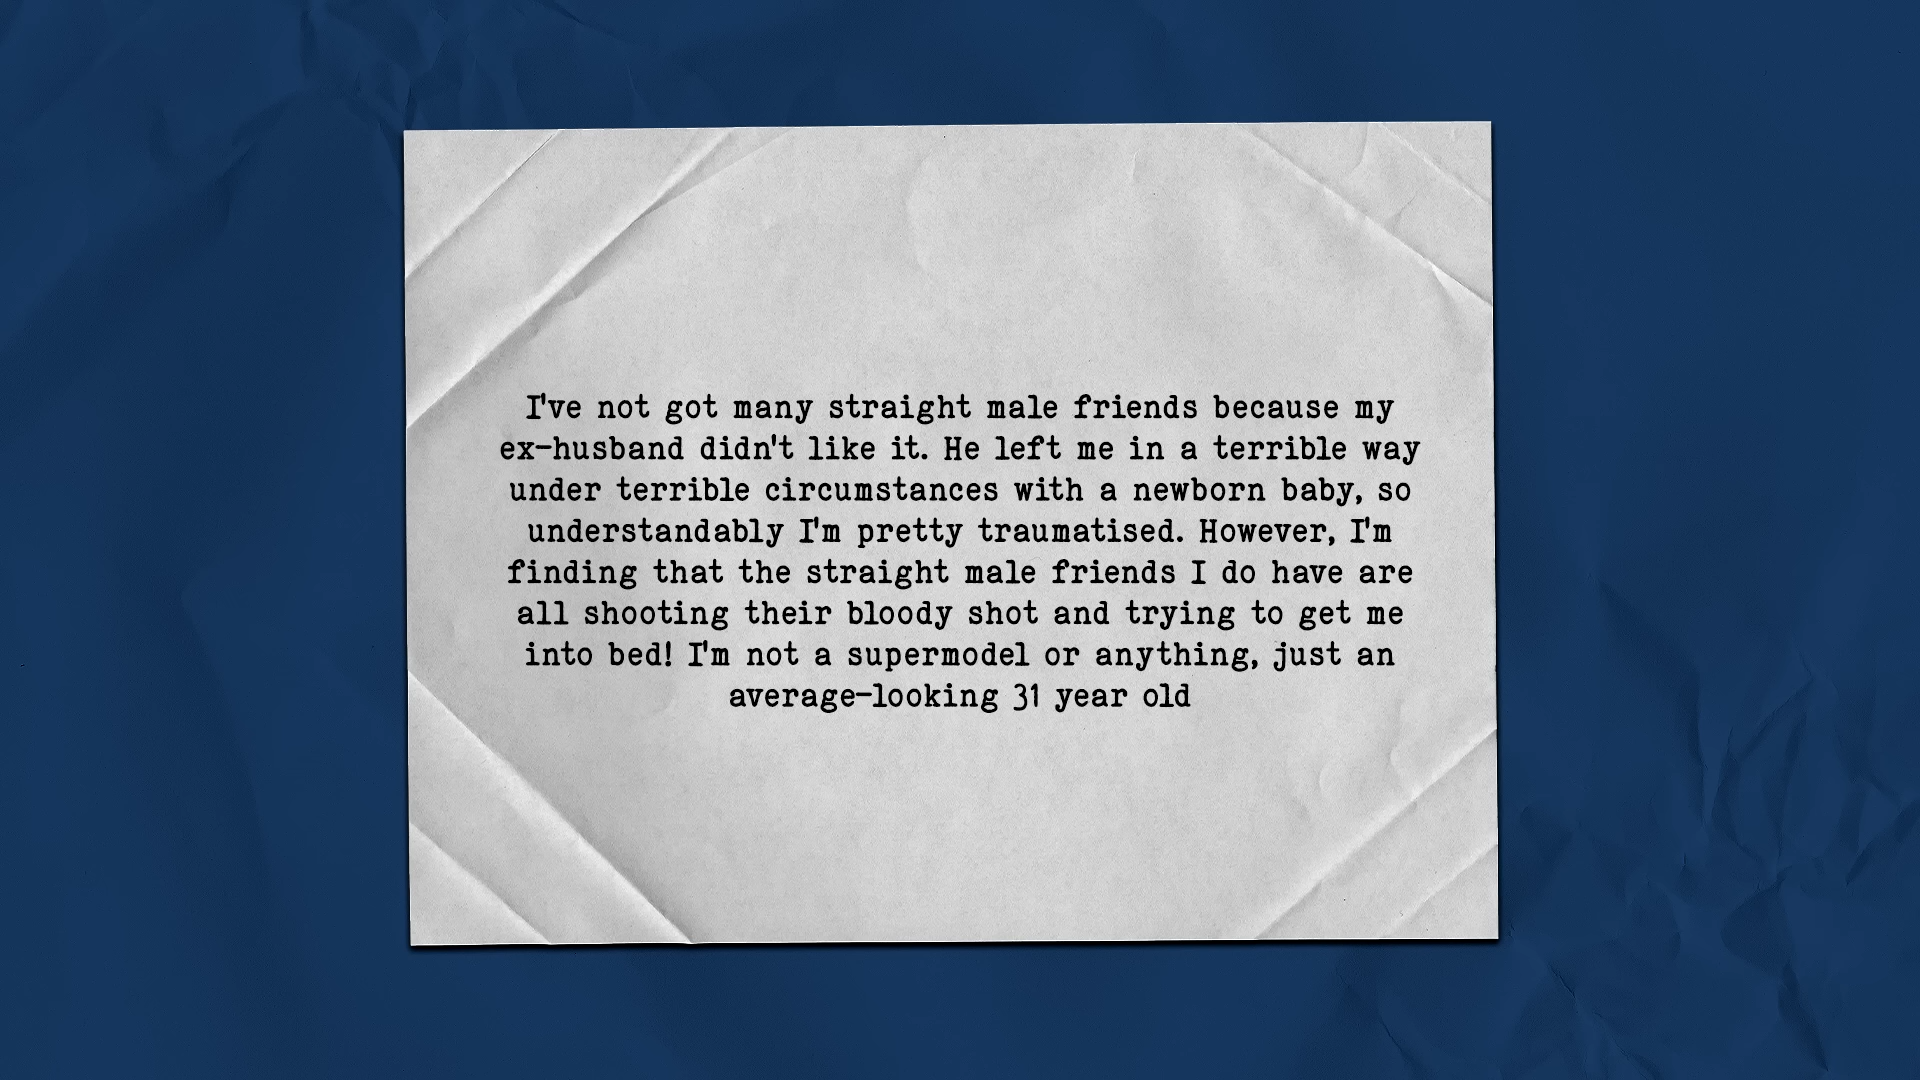 I've not got many straight male friends because my
ex-husband didn't like it. He left me in a terrible way
under terrible circumstances with a newborn baby, so
understandably I'm pretty traumatised. However, I'm
finding that the straight male friends I do have are
all shooting their bloody shot and trying to get me
into bed! I'm not a supermodel or anything, just an
average-looking 31 year old